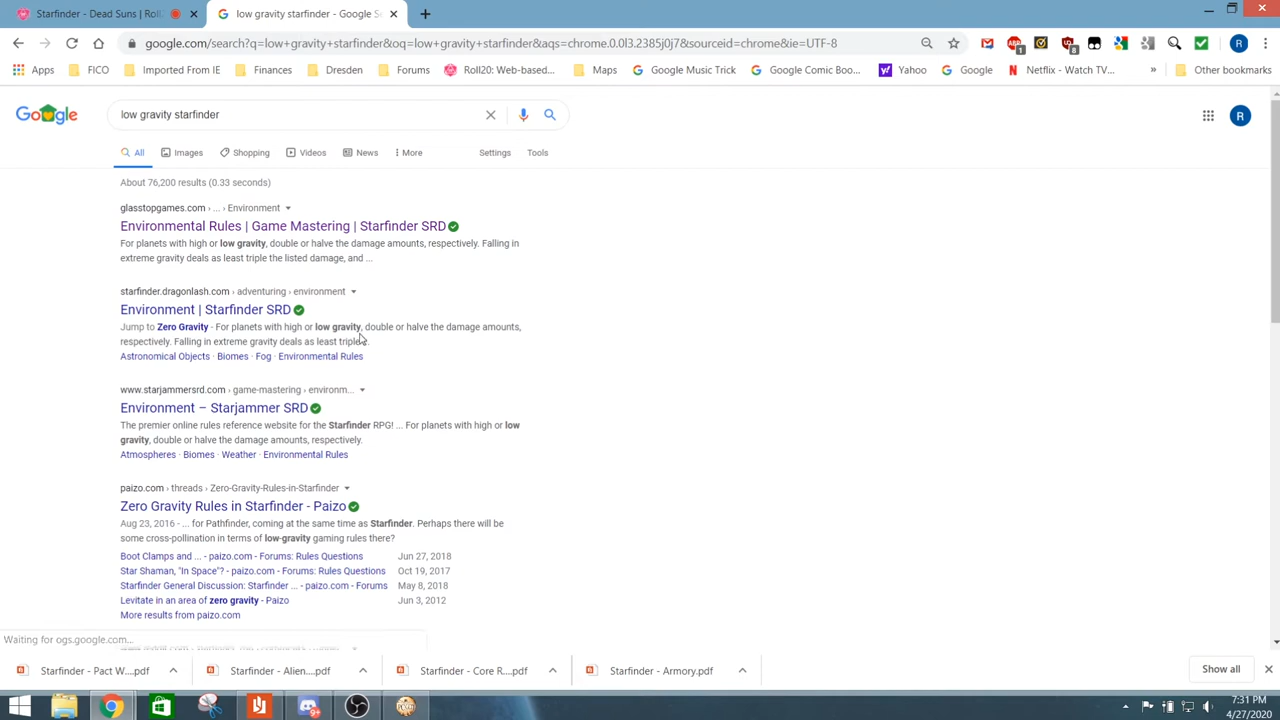 Starfinder - Dead Suns | Roll2
low gravity starfinder - Google S
google.com/search?q=low+gravity+starfinder&oq=low+gravity+starfinder&aqs=chrome.0.0l3.2385j0j7&sourceid=chrome&ie=UTF-8
Apps FICO Imported From IE Finances Dresden Forums Roll20: Web-based... Maps Google Music Trick Google Comic Boo... Yahoo Google Netflix - Watch TV... » Other bookmarks
Google
low gravity starfinder
R
All Images Shopping Videos News More Settings Tools
About 76,200 results (0.33 seconds)
glasstopgames.com › ... › Environment
Environmental Rules | Game Mastering | Starfinder SRD
For planets with high or low gravity, double or halve the damage amounts, respectively. Falling in
extreme gravity deals as least triple the listed damage, and ...
starfinder.dragonlash.com › adventuring › environment
Environment | Starfinder SRD
Jump to Zero Gravity - For planets with high or low gravity, double or halve the damage amounts,
respectively. Falling in extreme gravity deals as least triple
Astronomical Objects · Biomes · Fog · Environmental Rules
www.starjammersrd.com › game-mastering › environm...
Environment – Starjammer SRD
The premier online rules reference website for the Starfinder RPG! ... For planets with high or low
gravity, double or halve the damage amounts, respectively.
Atmospheres · Biomes · Weather · Environmental Rules
paizo.com › threads › Zero-Gravity-Rules-in-Starfinder
Zero Gravity Rules in Starfinder - Paizo
Aug 23, 2016 - ... for Pathfinder, coming at the same time as Starfinder. Perhaps there will be
some cross-pollination in terms of low-gravity gaming rules there?
Boot Clamps and ... - paizo.com - Forums: Rules Questions Jun 27, 2018
Star Shaman, "In Space"? - paizo.com - Forums: Rules Questions Oct 19, 2017
Starfinder General Discussion: Starfinder ... - paizo.com - Forums May 8, 2018
Levitate in an area of zero gravity - Paizo Jun 3, 2012
More results from paizo.com
Waiting for ogs.google.com...
Starfinder - Pact W....pdf Starfinder - Alien....pdf Starfinder - Core R....pdf Starfinder - Armory.pdf Show all
7:31 PM
4/27/2020